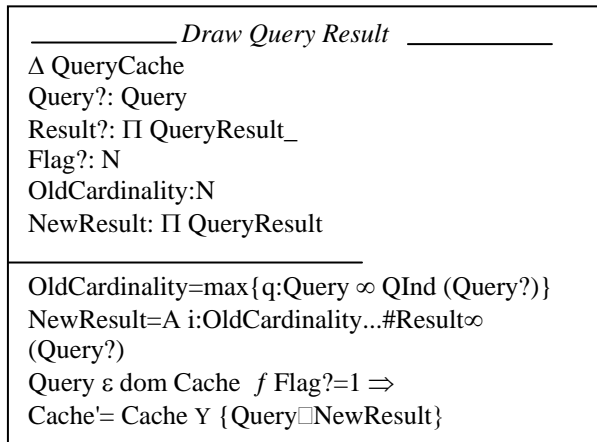 Draw Query Result
Δ QueryCache
Query?: Query
Result?: Π QueryResult_
Flag?: N
OldCardinality:N
NewResult: Π QueryResult
OldCardinality=max{q:Query ∞ QInd (Query?)}
NewResult=A i:OldCardinality...#Result∞
(Query?)
Query ε dom Cache ƒ Flag?=1 ⇒
Cache'= Cache Υ {Query□NewResult}